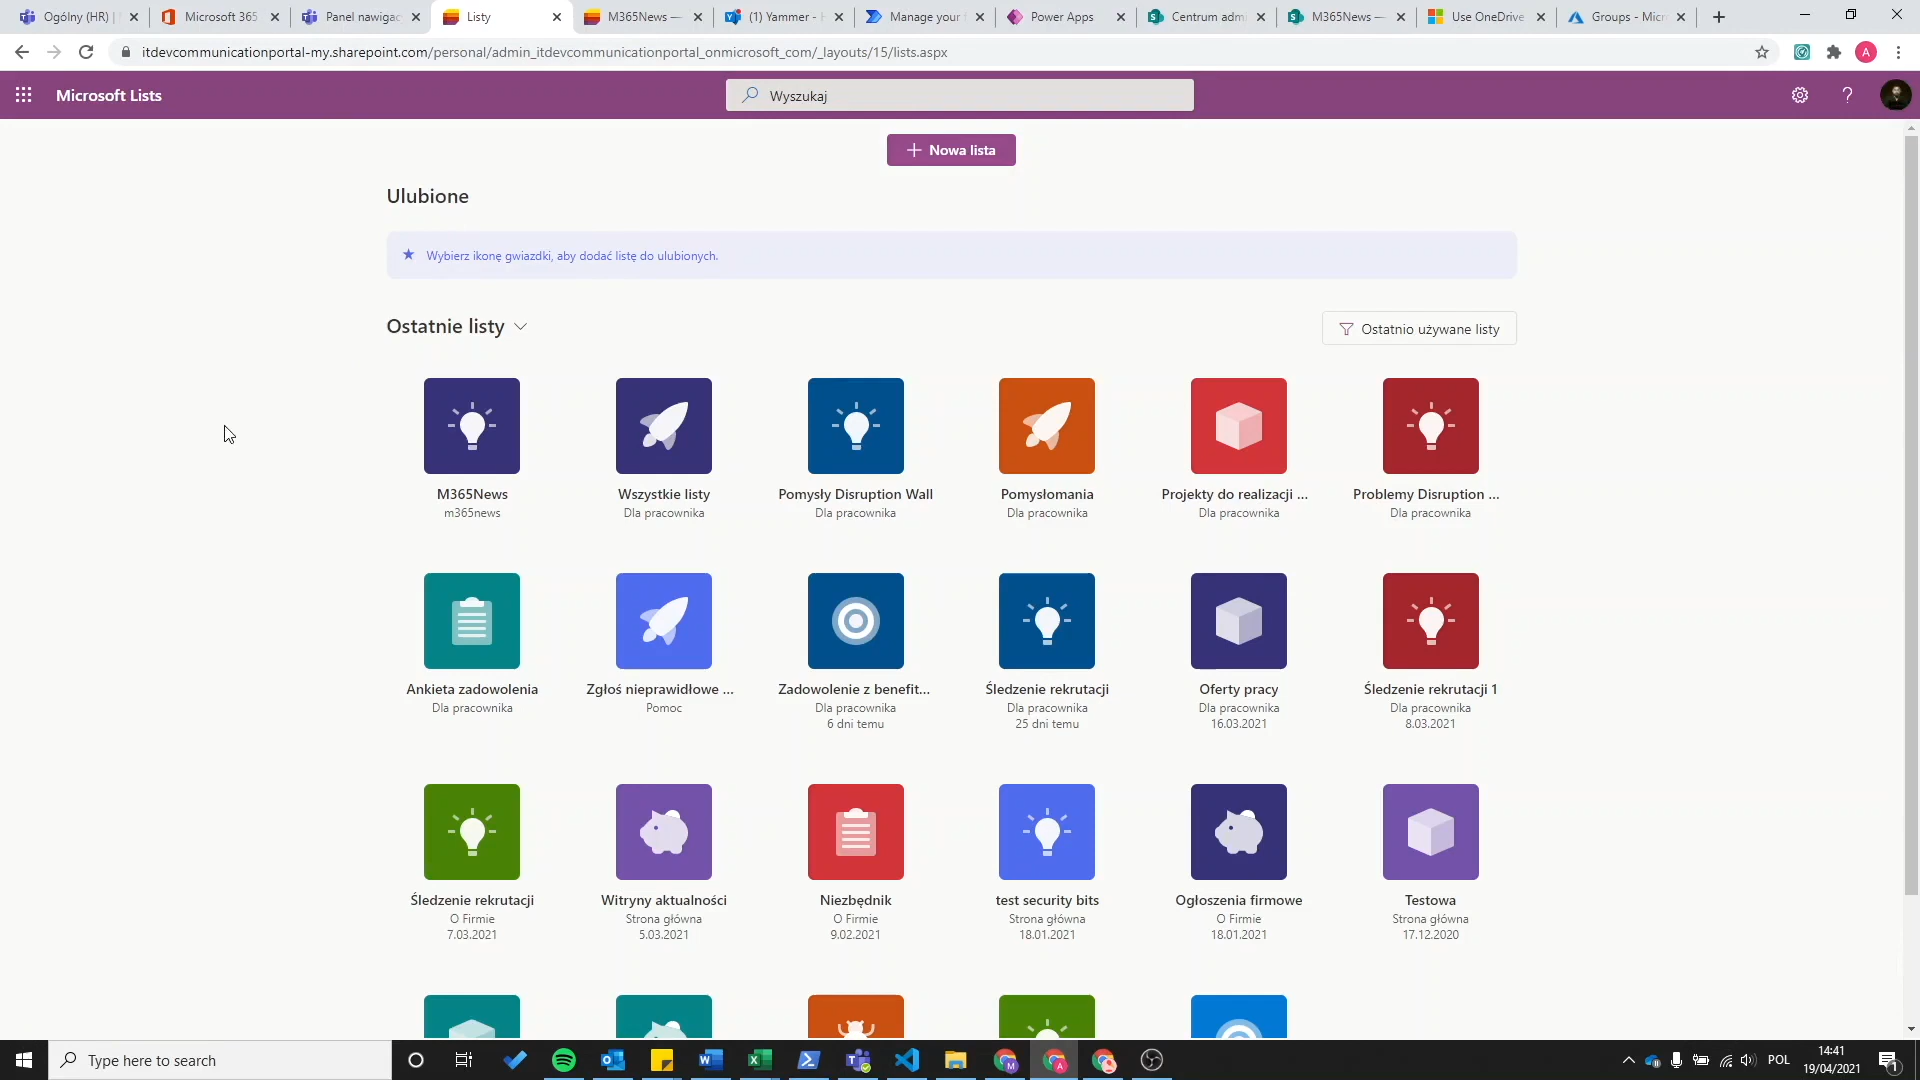 Ogólny (HR) |
Microsoft 365
Panel nawigac
Listy
M365News —
(1) Yammer -
Manage your
Power Apps
Centrum adm
M365News —
Use OneDrive
Groups - Micr
itdevcommunicationportal-my.sharepoint.com/personal/admin_itdevcommunicationportal_onmicrosoft_com/_layouts/15/lists.aspx
A
Microsoft Lists
Wyszukaj
Nowa lista
Ulubione
Wybierz ikonę gwiazdki, aby dodać listę do ulubionych.
Ostatnie listy
Ostatnio używane listy
M365News
m365news
Wszystkie listy
Dla pracownika
Pomysły Disruption Wall
Dla pracownika
Pomysłomania
Dla pracownika
Projekty do realizacji ...
Dla pracownika
Problemy Disruption ...
Dla pracownika
Ankieta zadowolenia
Dla pracownika
Zgłoś nieprawidłowe ...
Pomoc
Zadowolenie z benefit...
Dla pracownika
6 dni temu
Śledzenie rekrutacji
Dla pracownika
25 dni temu
Oferty pracy
Dla pracownika
16.03.2021
Śledzenie rekrutacji 1
Dla pracownika
8.03.2021
Śledzenie rekrutacji
O Firmie
7.03.2021
Witryny aktualności
Strona główna
5.03.2021
Niezbędnik
O Firmie
9.02.2021
test security bits
Strona główna
18.01.2021
Ogłoszenia firmowe
O Firmie
18.01.2021
Testowa
Strona główna
17.12.2020
Type here to search
POL
14:41
19/04/2021
1